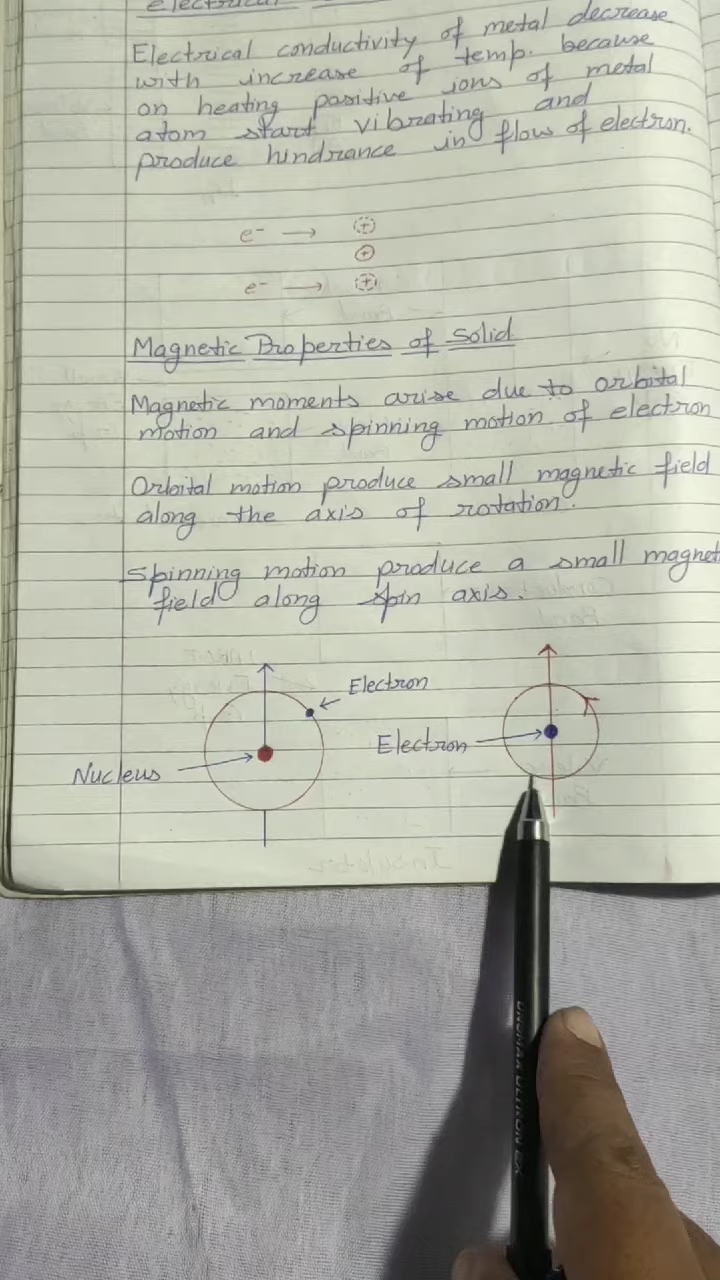 Electrical conductivity of metal decrease
with increase of temp. because
on heating positive ions of metal
atom start vibrating and
produce hindrance in flow of electron.
e- → (+)
(+)
e- → (+)
Magnetic Properties of Solid
Magnetic moments arise due to orbital
motion and spinning motion of electron
Orbital motion produce small magnetic field
along the axis of rotation.
Spinning motion produce a small magnet
field along spin axis.
Electron
Electron
Nucleus